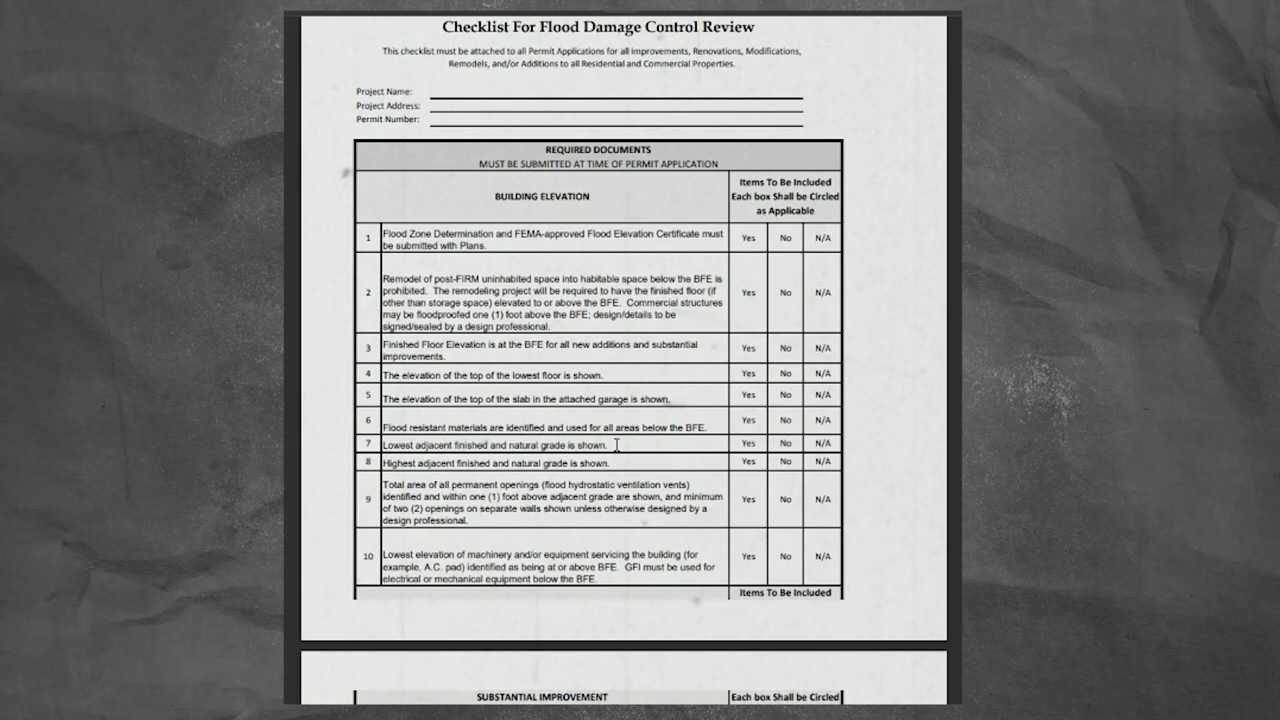 Checklist For Flood Damage Control Review
This checklist must be attached to all Permit Applications for all improvements, Renovations, Modifications,
Remodels, and/or Additions to all Residential and Commercial Properties.
Project Name:
Project Address:
Permit Number:
REQUIRED DOCUMENTS
MUST BE SUBMITTED AT TIME OF PERMIT APPLICATION
BUILDING ELEVATION
Items To Be Included
Each box Shall be Circled
as Applicable
1 Flood Zone Determination and FEMA-approved Flood Elevation Certificate must
be submitted with Plans.
Yes No N/A
2 Remodel of post-FIRM uninhabited space into habitable space below the BFE is
prohibited. The remodeling project will be required to have the finished floor (if
other than storage space) elevated to or above the BFE. Commercial structures
may be floodproofed one (1) foot above the BFE; design/details to be
signed/sealed by a design professional.
Yes No N/A
3 Finished Floor Elevation is at the BFE for all new additions and substantial
improvements.
Yes No N/A
4 The elevation of the top of the lowest floor is shown. Yes No N/A
5 The elevation of the top of the slab in the attached garage is shown. Yes No N/A
6 Flood resistant materials are identified and used for all areas below the BFE. Yes No N/A
7 Lowest adjacent finished and natural grade is shown. Yes No N/A
8 Highest adjacent finished and natural grade is shown. Yes No N/A
9 Total area of all permanent openings (flood hydrostatic ventilation vents)
identified and within one (1) foot above adjacent grade are shown, and minimum
of two (2) openings on separate walls shown unless otherwise designed by a
design professional.
Yes No N/A
10 Lowest elevation of machinery and/or equipment servicing the building (for
example, A.C. pad) identified as being at or above BFE. GFI must be used for
electrical or mechanical equipment below the BFE.
Yes No N/A
Items To Be Included
SUBSTANTIAL IMPROVEMENT Each box Shall be Circled